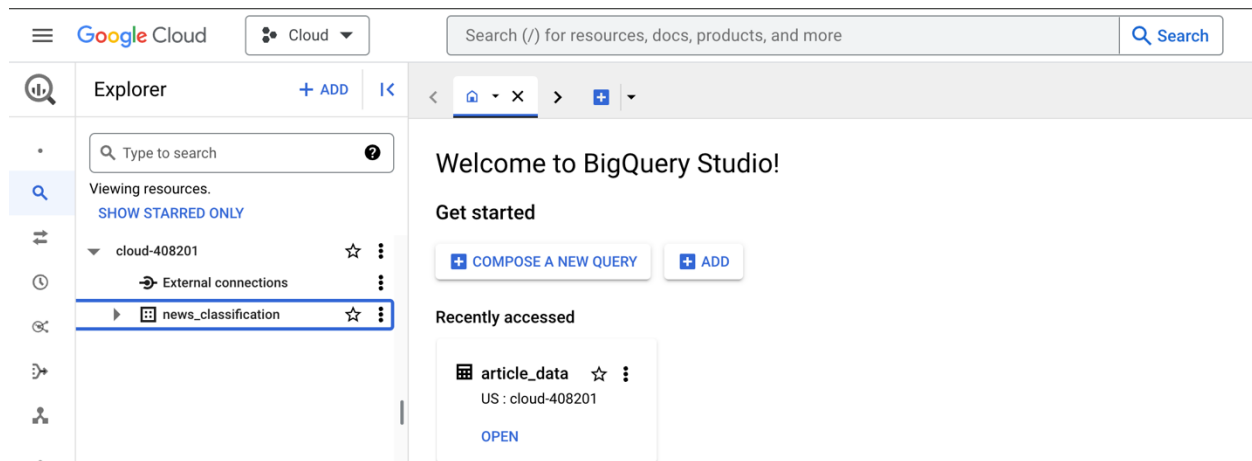 Google Cloud
Cloud
Search (/) for resources, docs, products, and more
Search
Explorer
+ ADD
Type to search
Viewing resources.
SHOW STARRED ONLY
cloud-408201
External connections
news_classification
Welcome to BigQuery Studio!
Get started
COMPOSE A NEW QUERY
ADD
Recently accessed
article_data
US : cloud-408201
OPEN